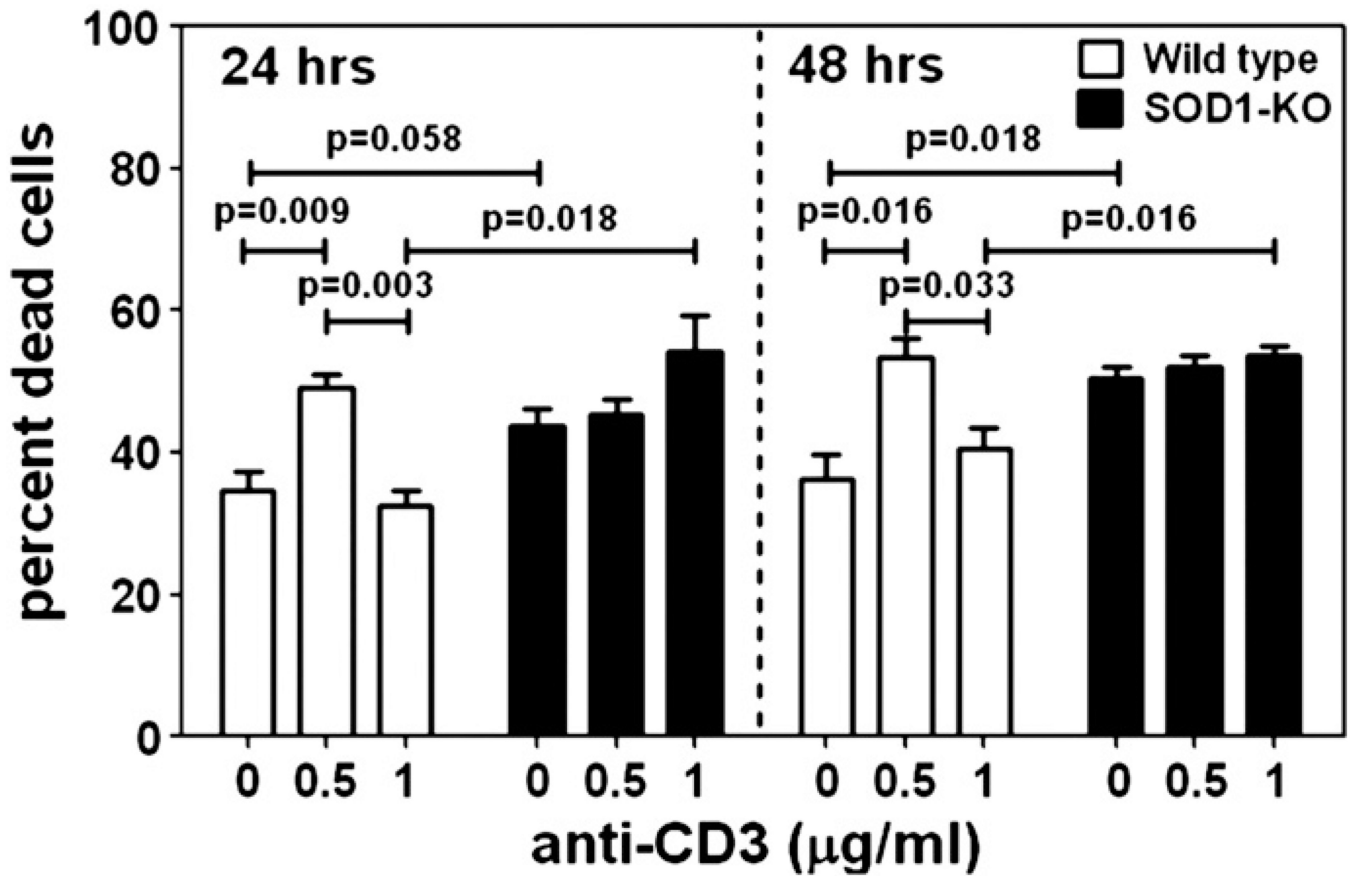 100
24 hrs
48 hrs
Wild type
SOD1-KO
p=0.058
p=0.018
80
p=0.009
p=0.018
p=0.016
p=0.016
p=0.003
p=0.033
60
40
20
0
percent dead cells
0 0.5 1 0 0.5 1 0 0.5 1 0 0.5 1
anti-CD3 (μg/ml)